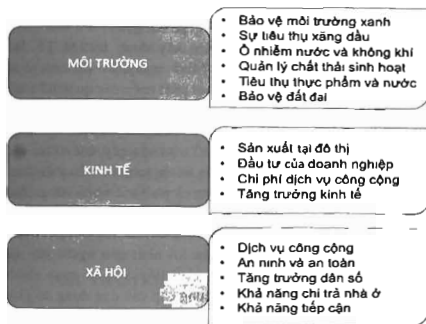 MÔI TRƯỜNG
• Bảo vệ môi trường xanh
• Sự tiêu thụ xăng dầu
• Ô nhiễm nước và không khí
• Quản lý chất thải sinh hoạt
• Tiêu thụ thực phẩm và nước
• Bảo vệ đất đai
KINH TẾ
• Sản xuất tại đô thị
• Đầu tư của doanh nghiệp
• Chi phí dịch vụ công cộng
• Tăng trưởng kinh tế
XÃ HỘI
• Dịch vụ công cộng
• An ninh và an toàn
• Tăng trưởng dân số
• Khả năng chi trả nhà ở
• Khả năng tiếp cận